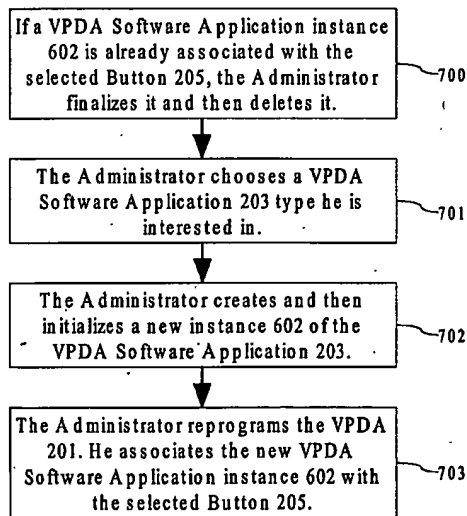 If a VPDA Software Application instance
602 is already associated with the
selected Button 205, the Administrator
finalizes it and then deletes it.
700
The Administrator chooses a VPDA
Software Application 203 type he is
interested in.
701
The Administrator creates and then
initializes a new instance 602 of the
VPDA Software Application 203.
702
The Administrator reprograms the VPDA
201. He associates the new VPDA
Software Application instance 602 with
the selected Button 205.
703